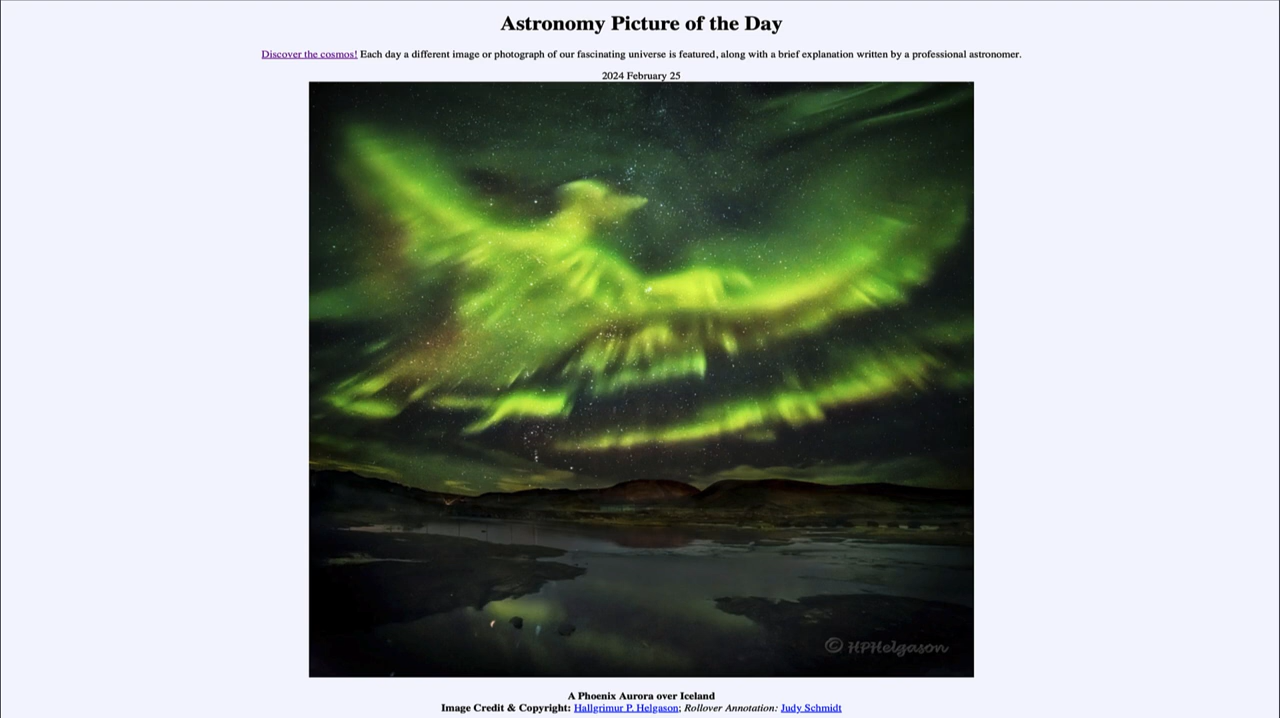 Astronomy Picture of the Day
Discover the cosmos! Each day a different image or photograph of our fascinating universe is featured, along with a brief explanation written by a professional astronomer.
2024 February 25
© HPHelgason
A Phoenix Aurora over Iceland
Image Credit & Copyright: Hallgrimur P. Helgason; Rollover Annotation: Judy Schmidt